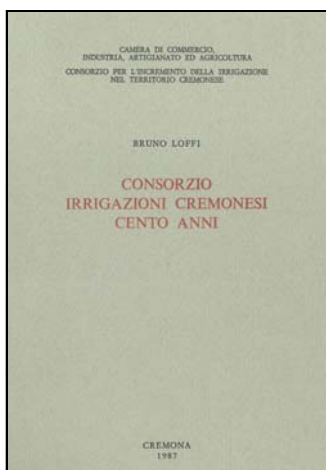 CAMERA DI COMMERCIO,
INDUSTRIA, ARTIGIANATO ED AGRICOLTURA
CONSORZIO PER L'INCREMENTO DELLA IRRIGAZIONE
NEL TERRITORIO CREMONESE
BRUNO LOFFI
CONSORZIO
IRRIGAZIONI CREMONESI
CENTO ANNI
CREMONA
1987